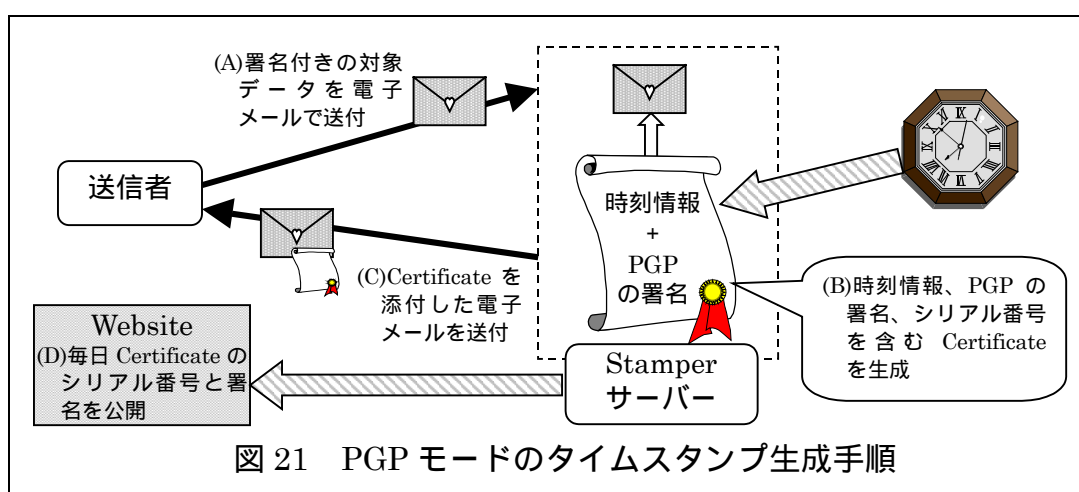 (A)署名付きの対象
データを電子
メールで送付
送信者
時刻情報
+
PGP
の署名
(B)時刻情報、PGP の
署名、シリアル番号
を含む Certificate
を生成
(C)Certificate を
添付した電子
メールを送付
Website
(D)毎日 Certificate の
シリアル番号と署
名を公開
Stamper
サーバー
図 21 PGP モードのタイムスタンプ生成手順